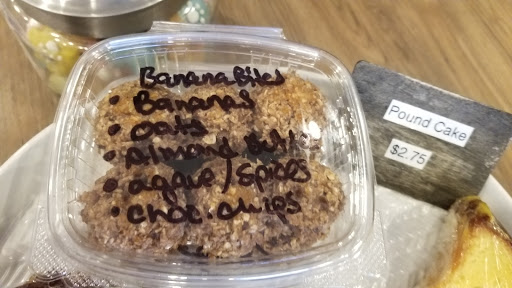 Banana Bites
• Bananas
• oats
• almond butter
• agave/spices
• choc. chips
Pound Cake
$2.75